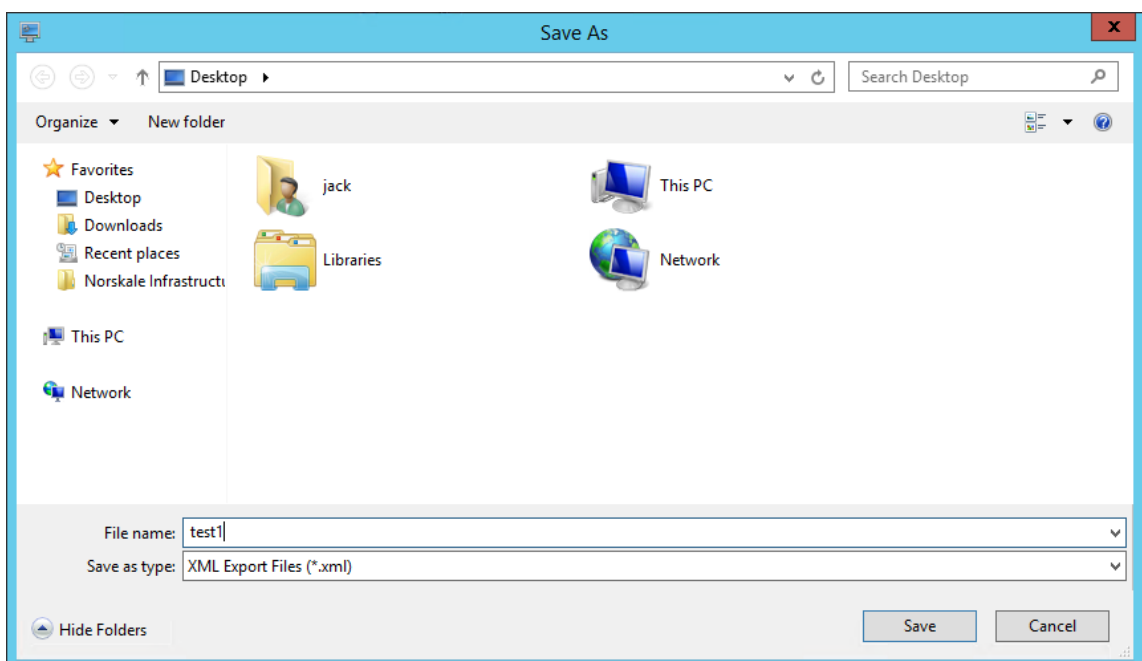 Save As
Desktop
Search Desktop
Organize
New folder
Favorites
Desktop
Downloads
Recent places
Norskale Infrastructu
This PC
Network
jack
This PC
Libraries
Network
File name: test1
Save as type: XML Export Files (*.xml)
Hide Folders
Save
Cancel